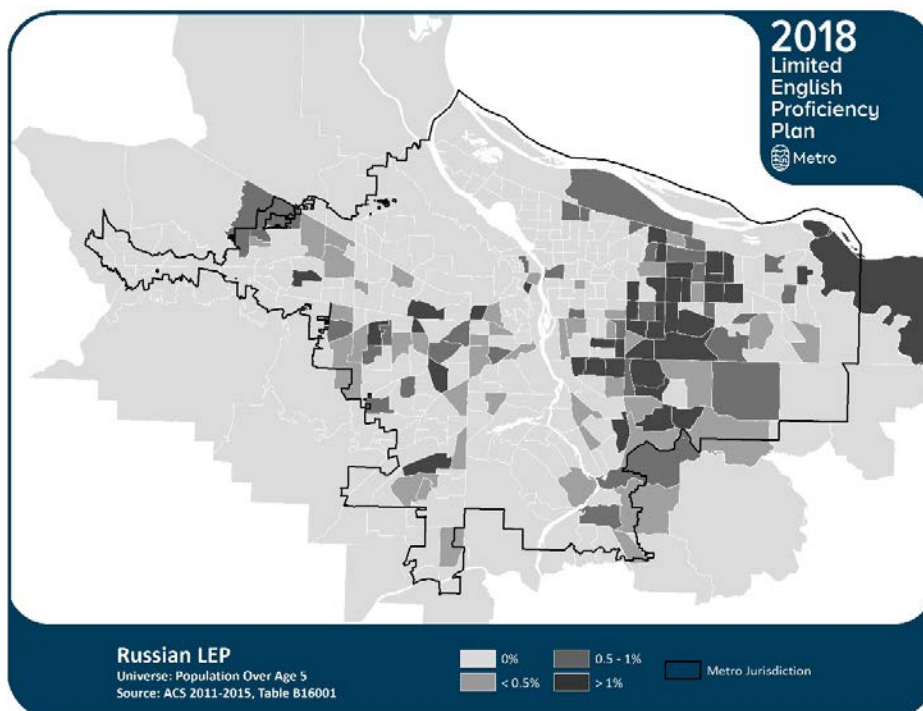 2018
Limited
English
Proficiency
Plan
Metro
Russian LEP
Universe: Population Over Age 5
Source: ACS 2011-2015, Table B16001
0%
< 0.5%
0.5 - 1%
> 1%
Metro Jurisdiction